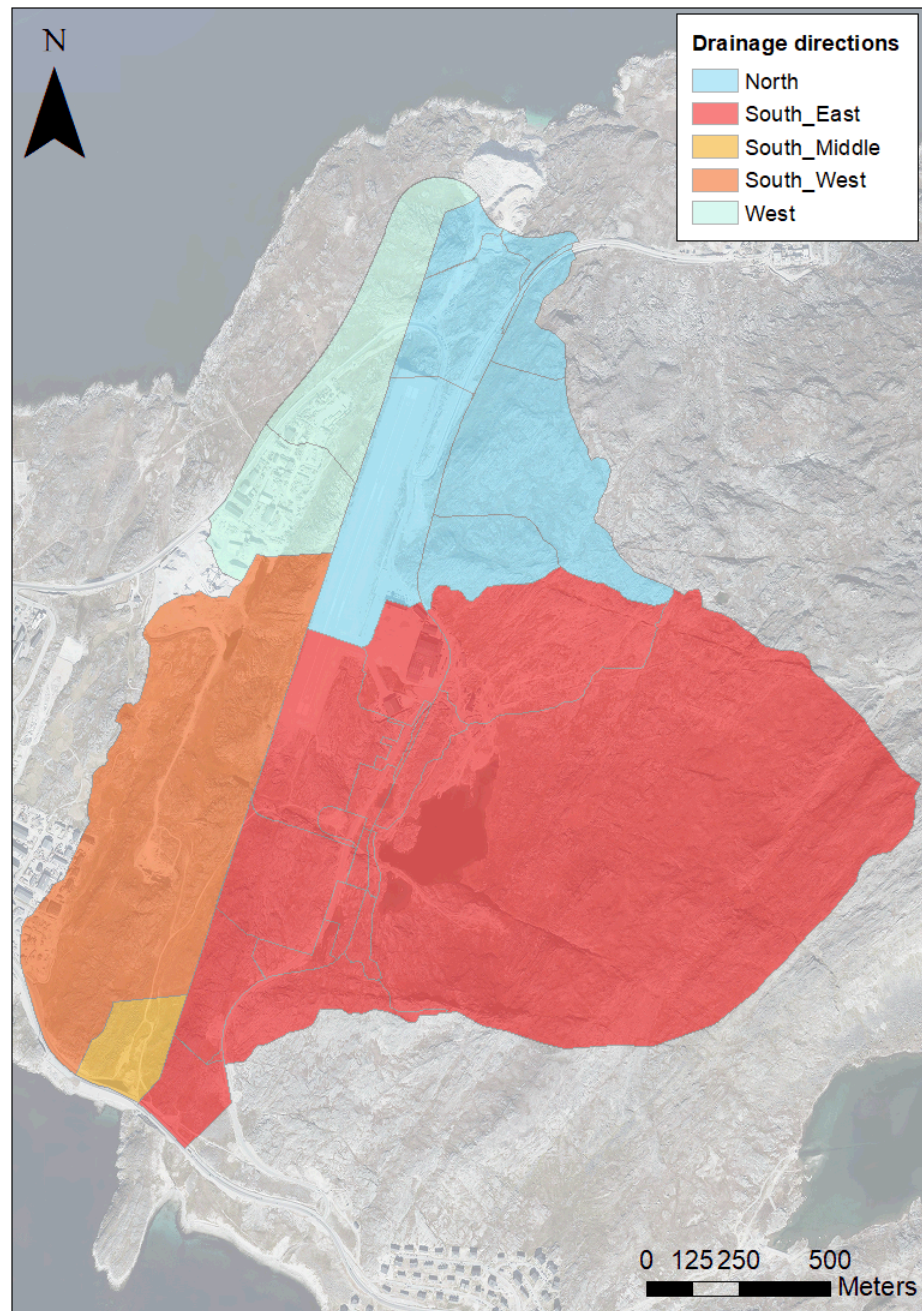 N
Drainage directions
North
South_East
South_Middle
South_West
West
0 125 250 500
Meters